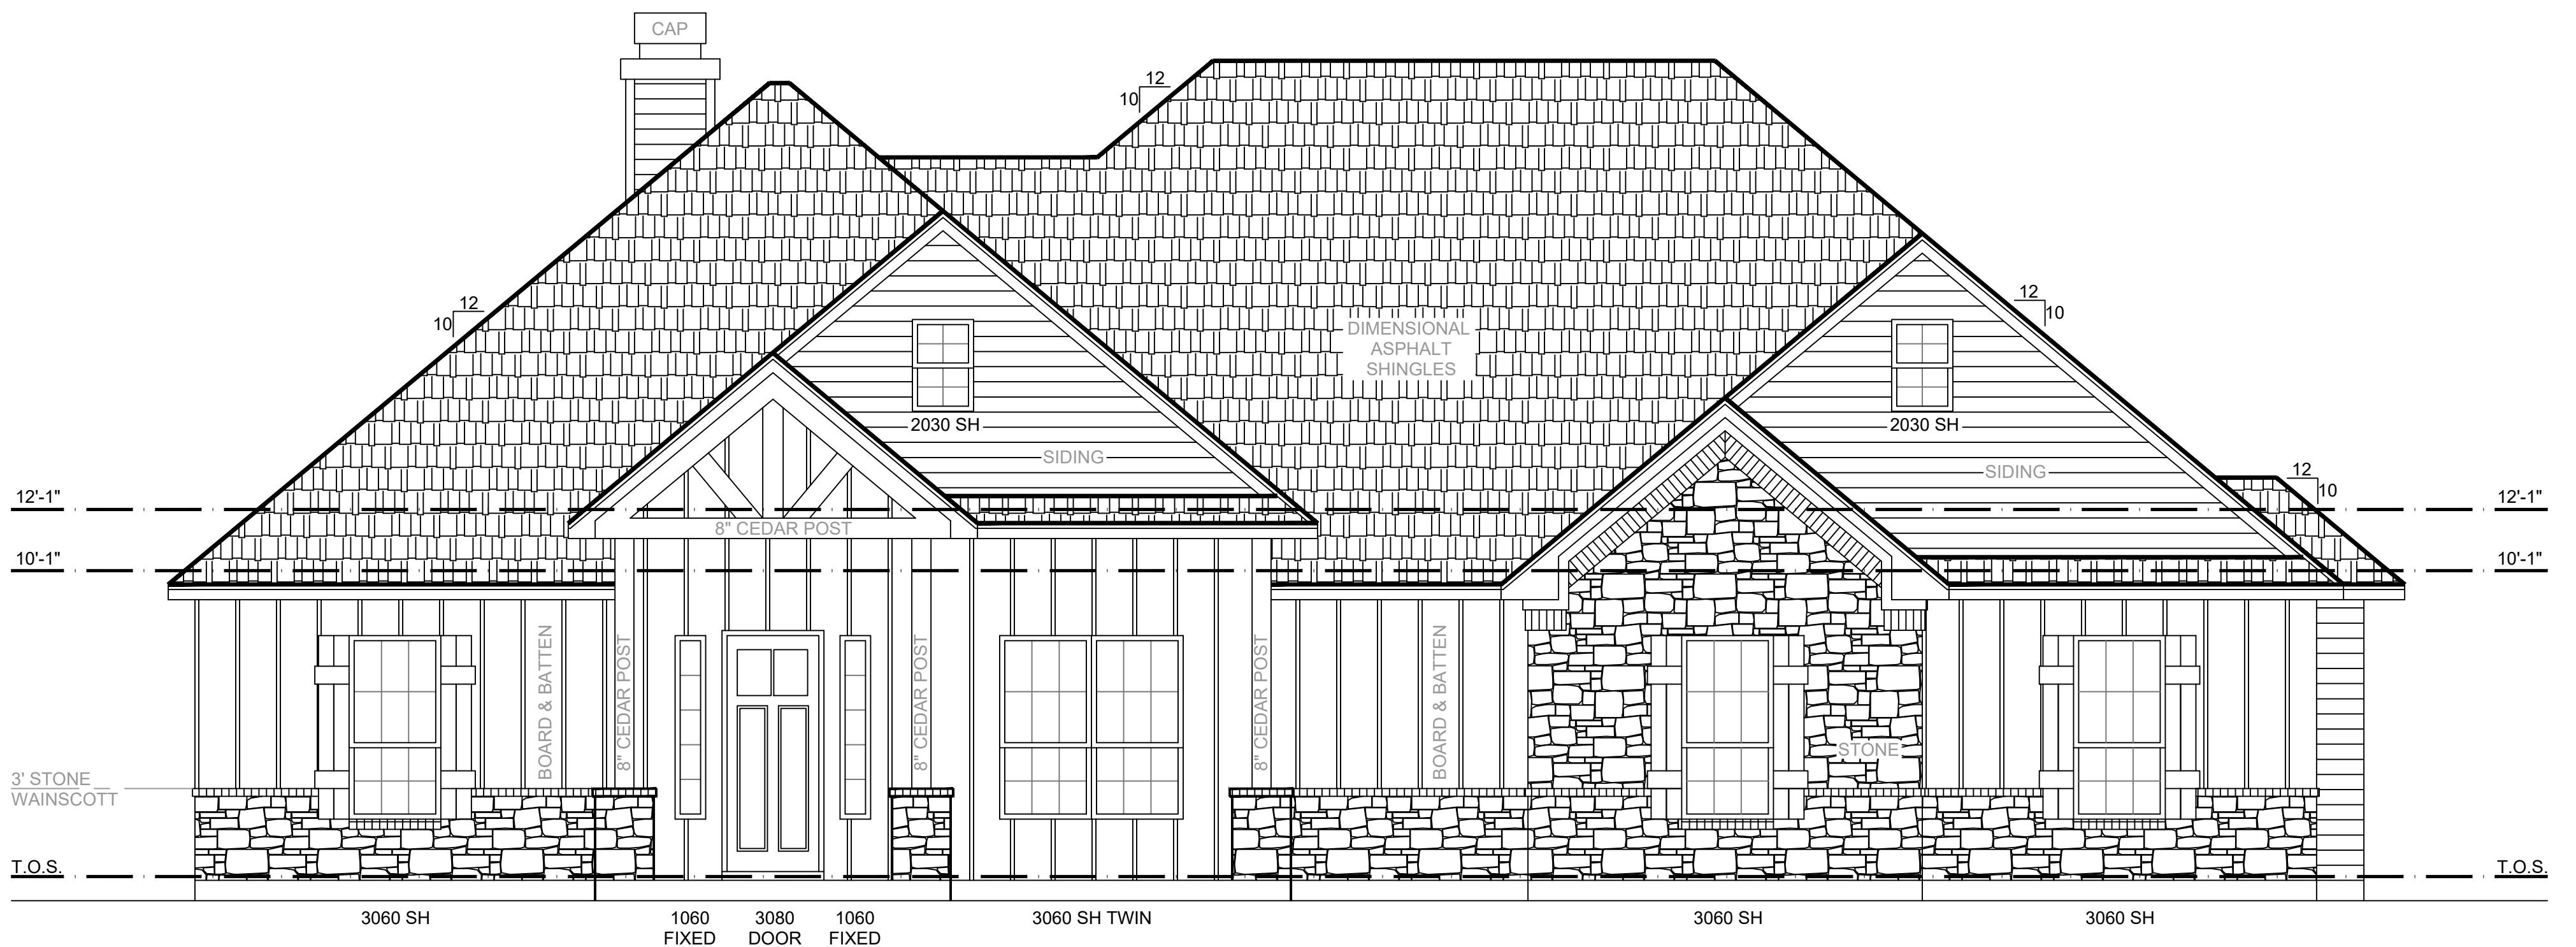 CAP
12
10
12
10
12
10
DIMENSIONAL
ASPHALT
SHINGLES
2030 SH
2030 SH
SIDING
SIDING
12
10
12'-1"
12'-1"
8" CEDAR POST
10'-1"
10'-1"
BOARD & BATTEN
8" CEDAR POST
8" CEDAR POST
8" CEDAR POST
BOARD & BATTEN
STONE
3' STONE
WAINSCOTT
T.O.S.
T.O.S.
3060 SH
1060
FIXED
3080
DOOR
1060
FIXED
3060 SH TWIN
3060 SH
3060 SH